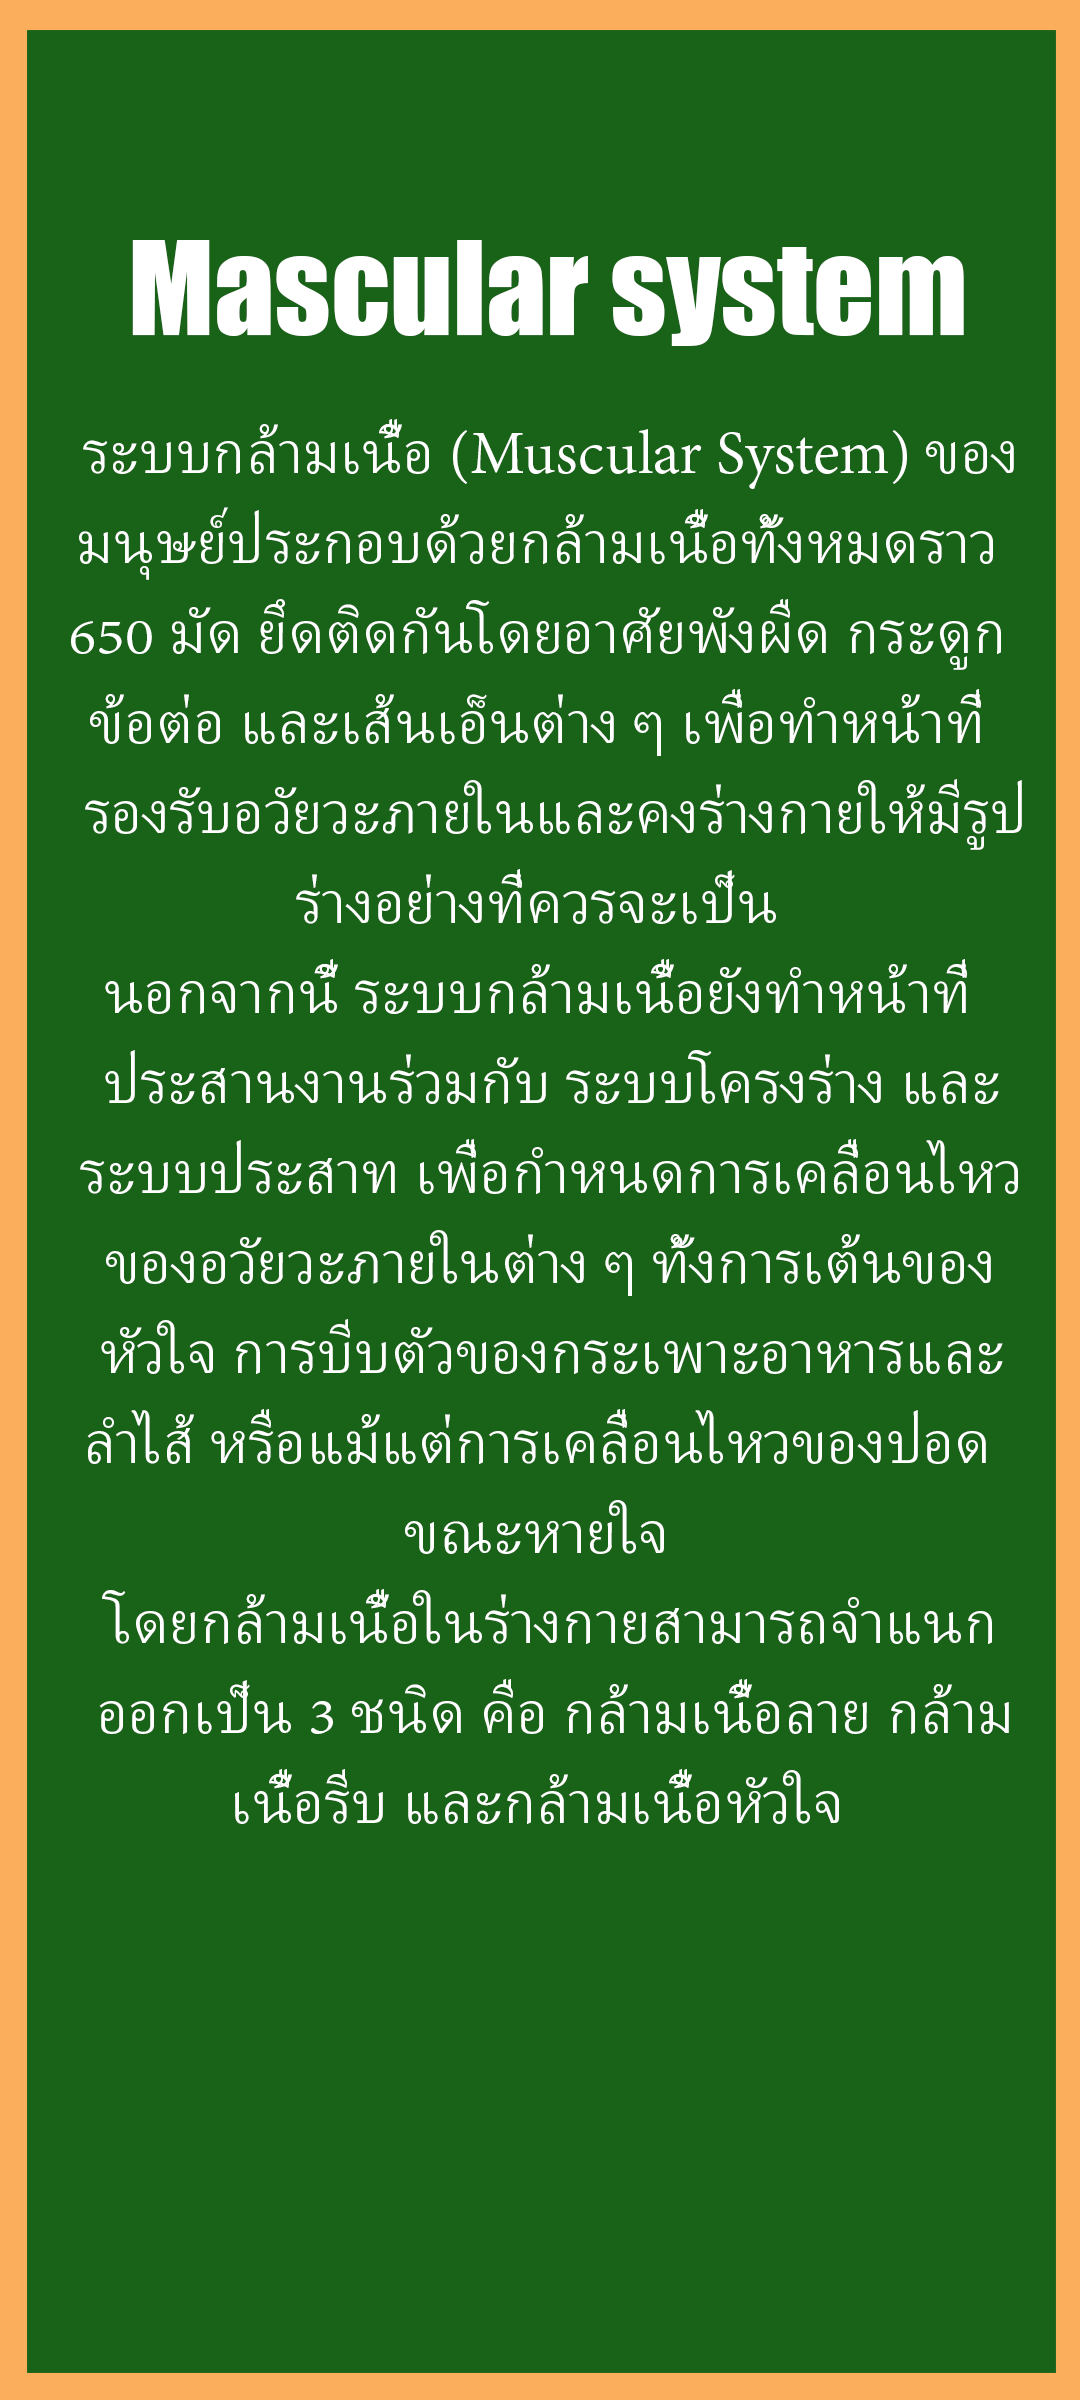 Mascular system
ระบบกล้ามเนื้อ (Muscular System) ของ
มนุษย์ประกอบด้วยกล้ามเนื้อทั้งหมดราว
650 มัด ยึดติดกันโดยอาศัยพังผืด กระดูก
ข้อต่อ และเส้นเอ็นต่าง ๆ เพื่อทำหน้าที่
รองรับอวัยวะภายในและคงร่างกายให้มีรูป
ร่างอย่างที่ควรจะเป็น
นอกจากนี้ ระบบกล้ามเนื้อยังทำหน้าที่
ประสานงานร่วมกับ ระบบโครงร่าง และ
ระบบประสาท เพื่อกำหนดการเคลื่อนไหว
ของอวัยวะภายในต่าง ๆ ทั้งการเต้นของ
หัวใจ การบีบตัวของกระเพาะอาหารและ
ลำไส้ หรือแม้แต่การเคลื่อนไหวของปอด
ขณะหายใจ
โดยกล้ามเนื้อในร่างกายสามารถจำแนก
ออกเป็น 3 ชนิด คือ กล้ามเนื้อลาย กล้าม
เนื้อรีบ และกล้ามเนื้อหัวใจ